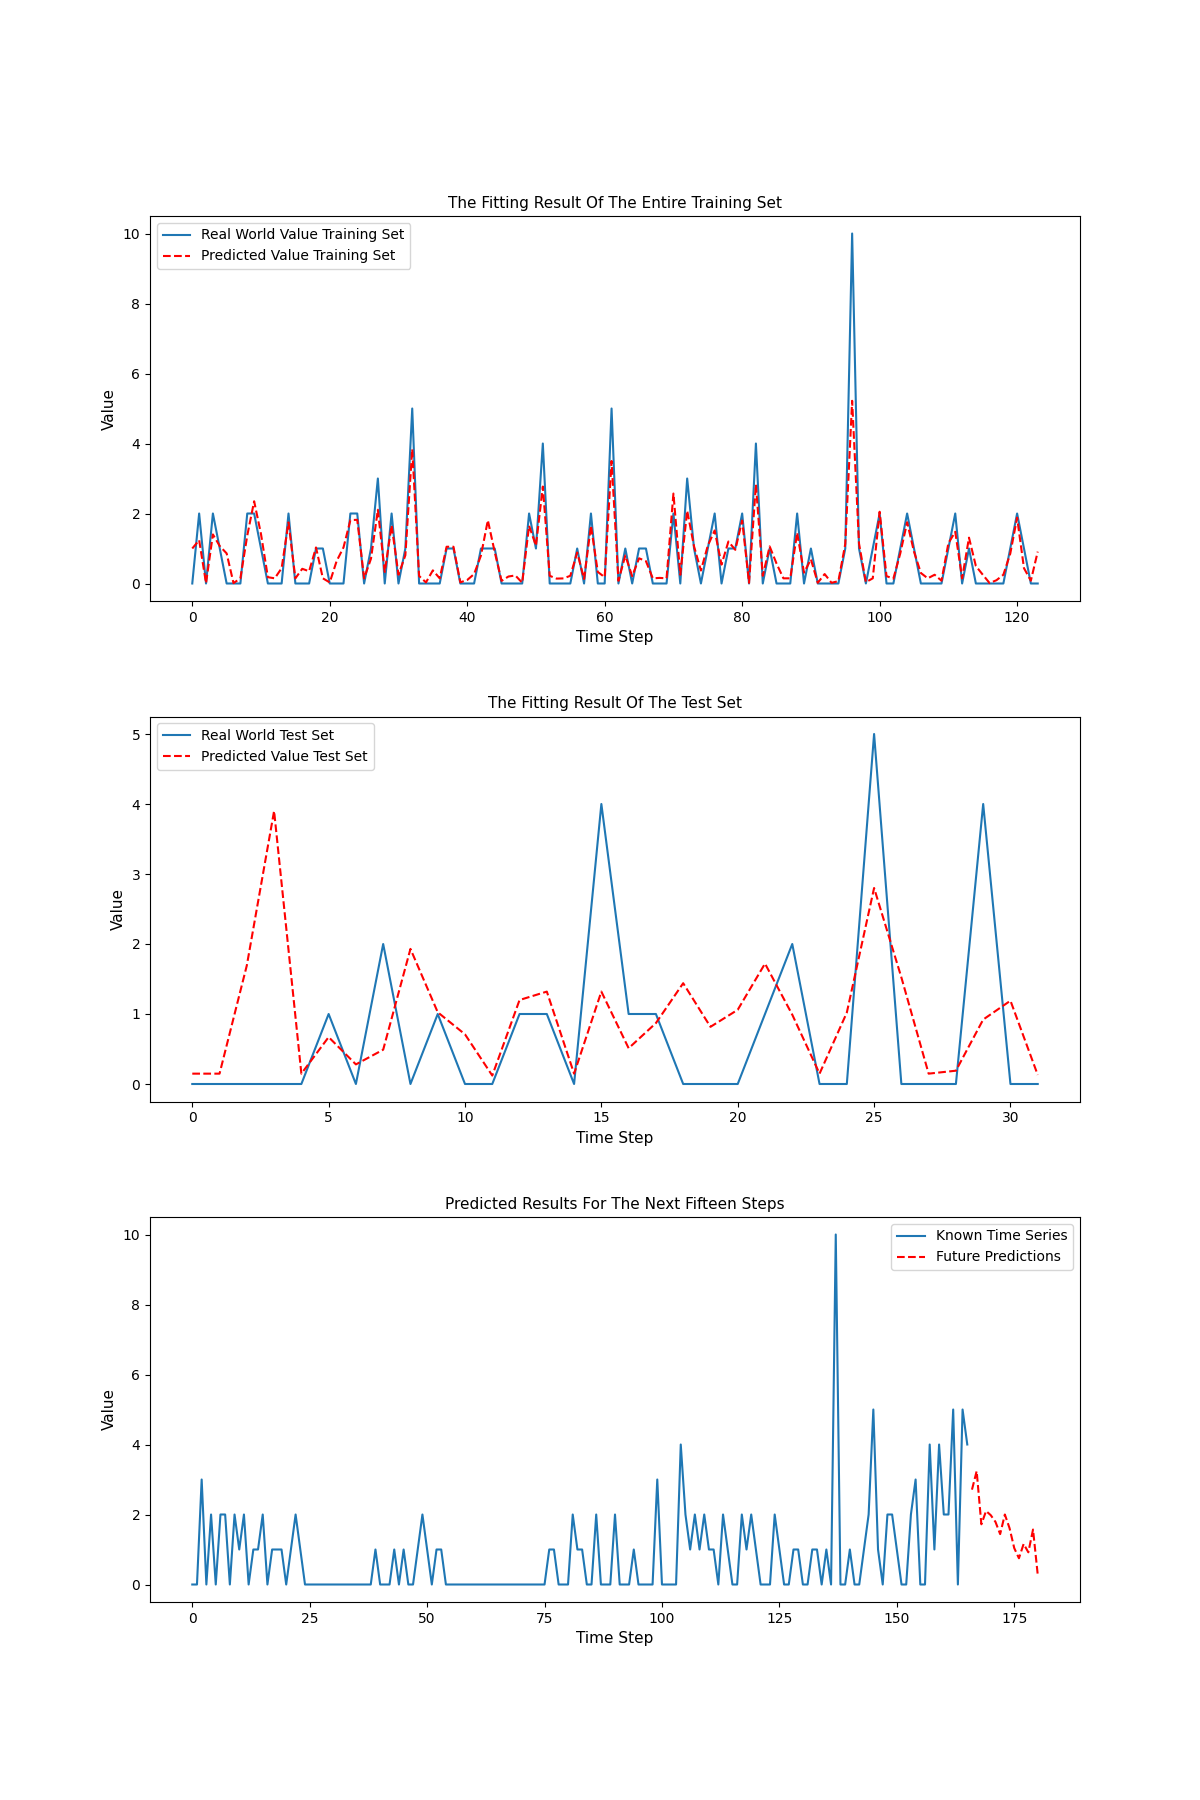 The Fitting Result Of The Entire Training Set
Real World Value Training Set
Predicted Value Training Set
10
8
6
4
2
0
Value
0 20 40 60 80 100 120
Time Step
The Fitting Result Of The Test Set
Real World Test Set
Predicted Value Test Set
5
4
3
2
1
0
Value
0 5 10 15 20 25 30
Time Step
Predicted Results For The Next Fifteen Steps
Known Time Series
Future Predictions
10
8
6
4
2
0
Value
0 25 50 75 100 125 150 175
Time Step